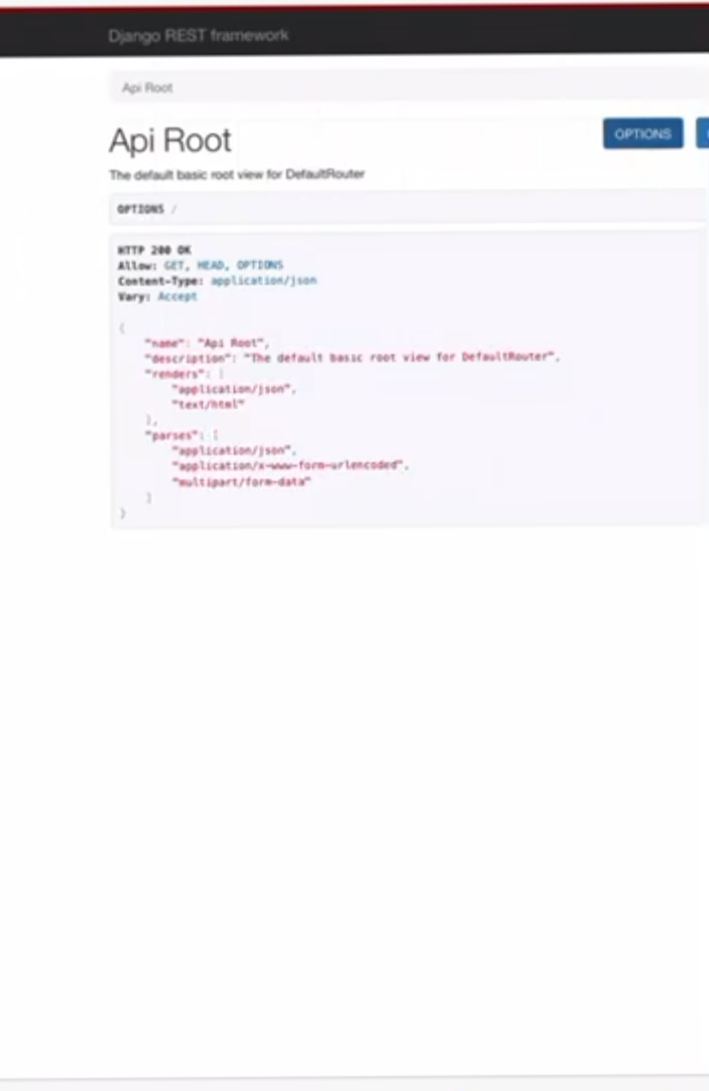 Django REST framework
Api Root
Api Root
OPTIONS
The default basic root view for DefaultRouter
OPTIONS /
HTTP 200 OK
Allow: GET, HEAD, OPTIONS
Content-Type: application/json
Vary: Accept
{
"name": "Api Root",
"description": "The default basic root view for DefaultRouter",
"renders": [
"application/json",
"text/html"
],
"parses": [
"application/json",
"application/x-www-form-urlencoded",
"multipart/form-data"
]
}